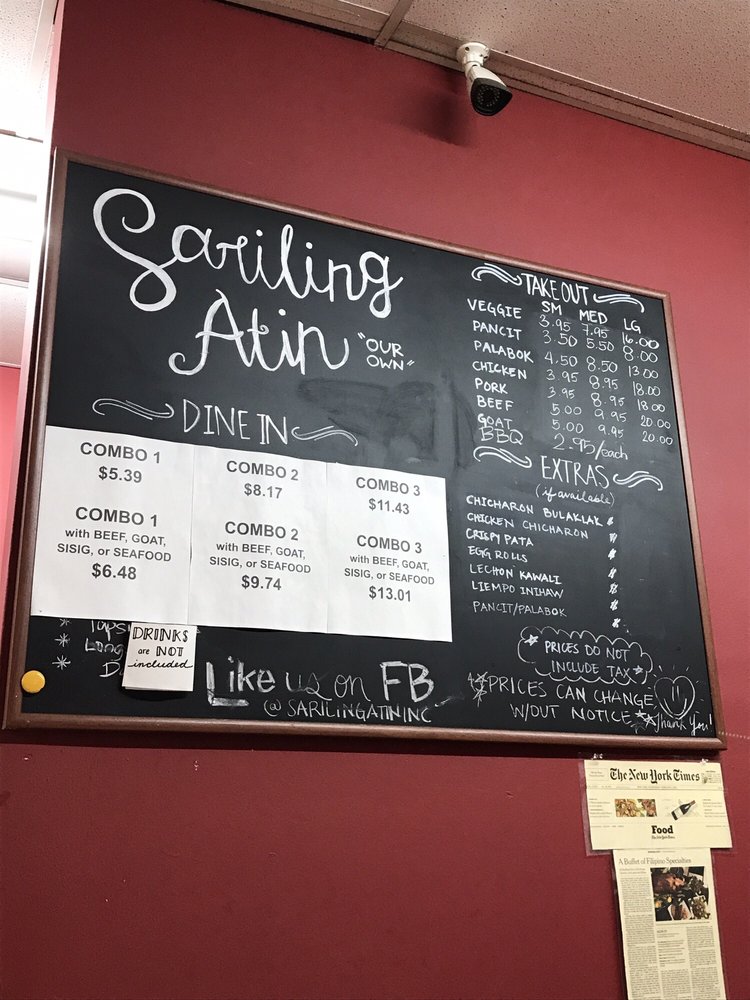 Sariling
Atin
"OUR
OWN"
DINE IN
COMBO 1
$5.39
COMBO 1
with BEEF, GOAT,
SISIG, or SEAFOOD
$6.48
COMBO 2
$8.17
COMBO 2
with BEEF, GOAT,
SISIG, or SEAFOOD
$9.74
COMBO 3
$11.43
COMBO 3
with BEEF, GOAT,
SISIG, or SEAFOOD
$13.01
DRINKS
are NOT
included
Like us on FB
@ SARILINGATININC
TAKE OUT
SM MED LG
VEGGIE 3.95 7.95 16.00
PANCIT 3.50 5.50 8.00
PALABOK 4.50 8.50 13.00
CHICKEN 3.95 8.95 18.00
PORK 3.95 8.95 18.00
BEEF 5.00 9.95 20.00
GOAT 5.00 9.95 20.00
BBQ 2.95/each
EXTRAS
(if available)
CHICHARON BULAKLAK
CHICKEN CHICHARON
CRISPY PATA
EGG ROLLS
LECHON KAWALI
LIEMPO INIHAW
PANCIT/PALABOK
PRICES DO NOT
INCLUDE TAX
PRICES CAN CHANGE
W/OUT NOTICE
Thank You!
The New York Times
Food
The New York Times
A Buffet of Filipino Specialties